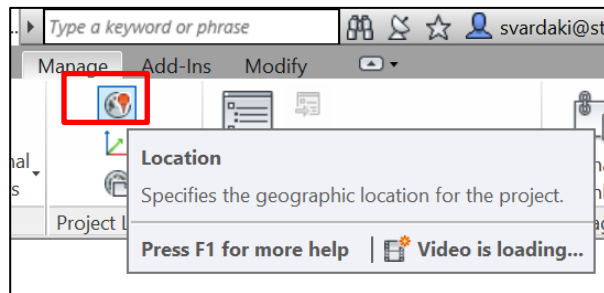 Type a keyword or phrase
svardaki@st
Manage Add-Ins Modify
Location
Specifies the geographic location for the project.
Project L
Press F1 for more help
Video is loading...